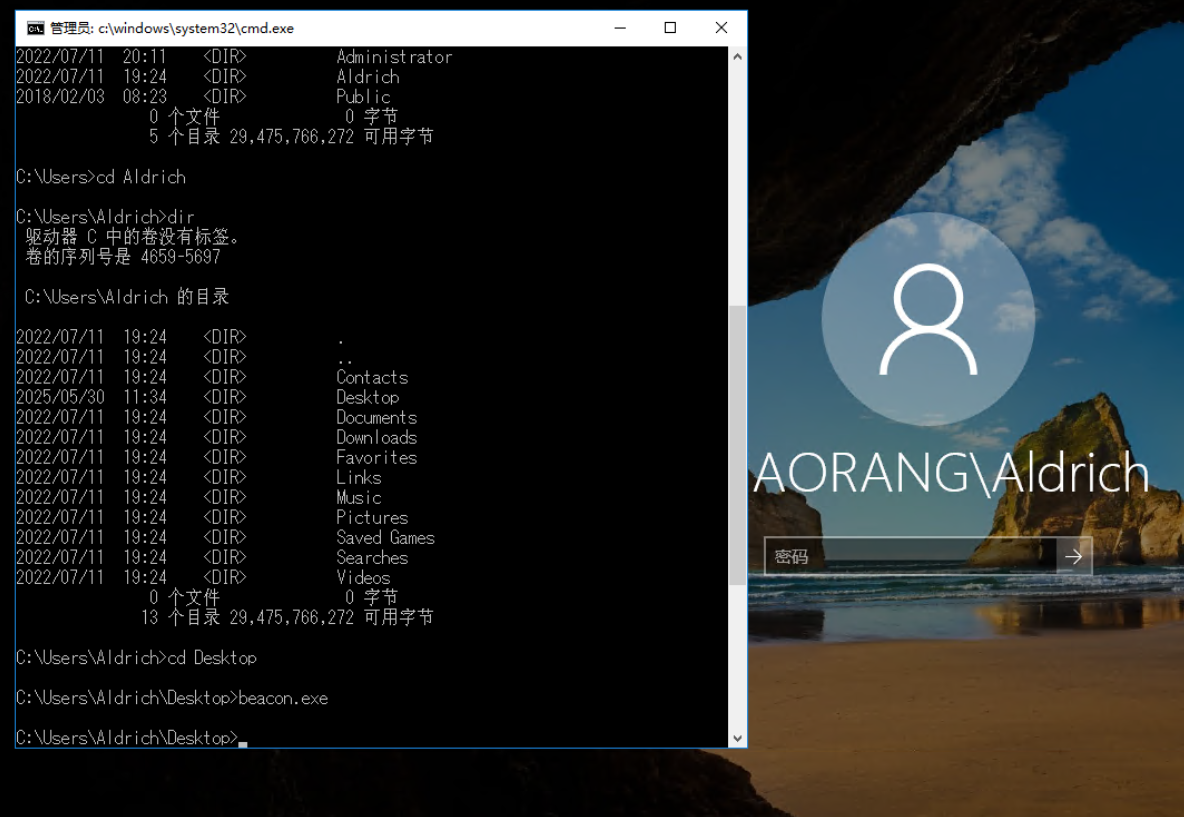 管理员: c:\windows\system32\cmd.exe
2022/07/11  20:11    <DIR>          Administrator
2022/07/11  19:24    <DIR>          Aldrich
2018/02/03  08:23    <DIR>          Public
0 个文件              0 字节
5 个目录 29,475,766,272 可用字节
C:\Users>cd Aldrich
C:\Users\Aldrich>dir
驱动器 C 中的卷没有标签。
卷的序列号是 4659-5697
C:\Users\Aldrich 的目录
2022/07/11  19:24    <DIR>          .
2022/07/11  19:24    <DIR>          ..
2022/07/11  19:24    <DIR>          Contacts
2025/05/30  11:34    <DIR>          Desktop
2022/07/11  19:24    <DIR>          Documents
2022/07/11  19:24    <DIR>          Downloads
2022/07/11  19:24    <DIR>          Favorites
2022/07/11  19:24    <DIR>          Links
2022/07/11  19:24    <DIR>          Music
2022/07/11  19:24    <DIR>          Pictures
2022/07/11  19:24    <DIR>          Saved Games
2022/07/11  19:24    <DIR>          Searches
2022/07/11  19:24    <DIR>          Videos
0 个文件              0 字节
13 个目录 29,475,766,272 可用字节
C:\Users\Aldrich>cd Desktop
C:\Users\Aldrich\Desktop>beacon.exe
C:\Users\Aldrich\Desktop>
AORANG\Aldrich
密码